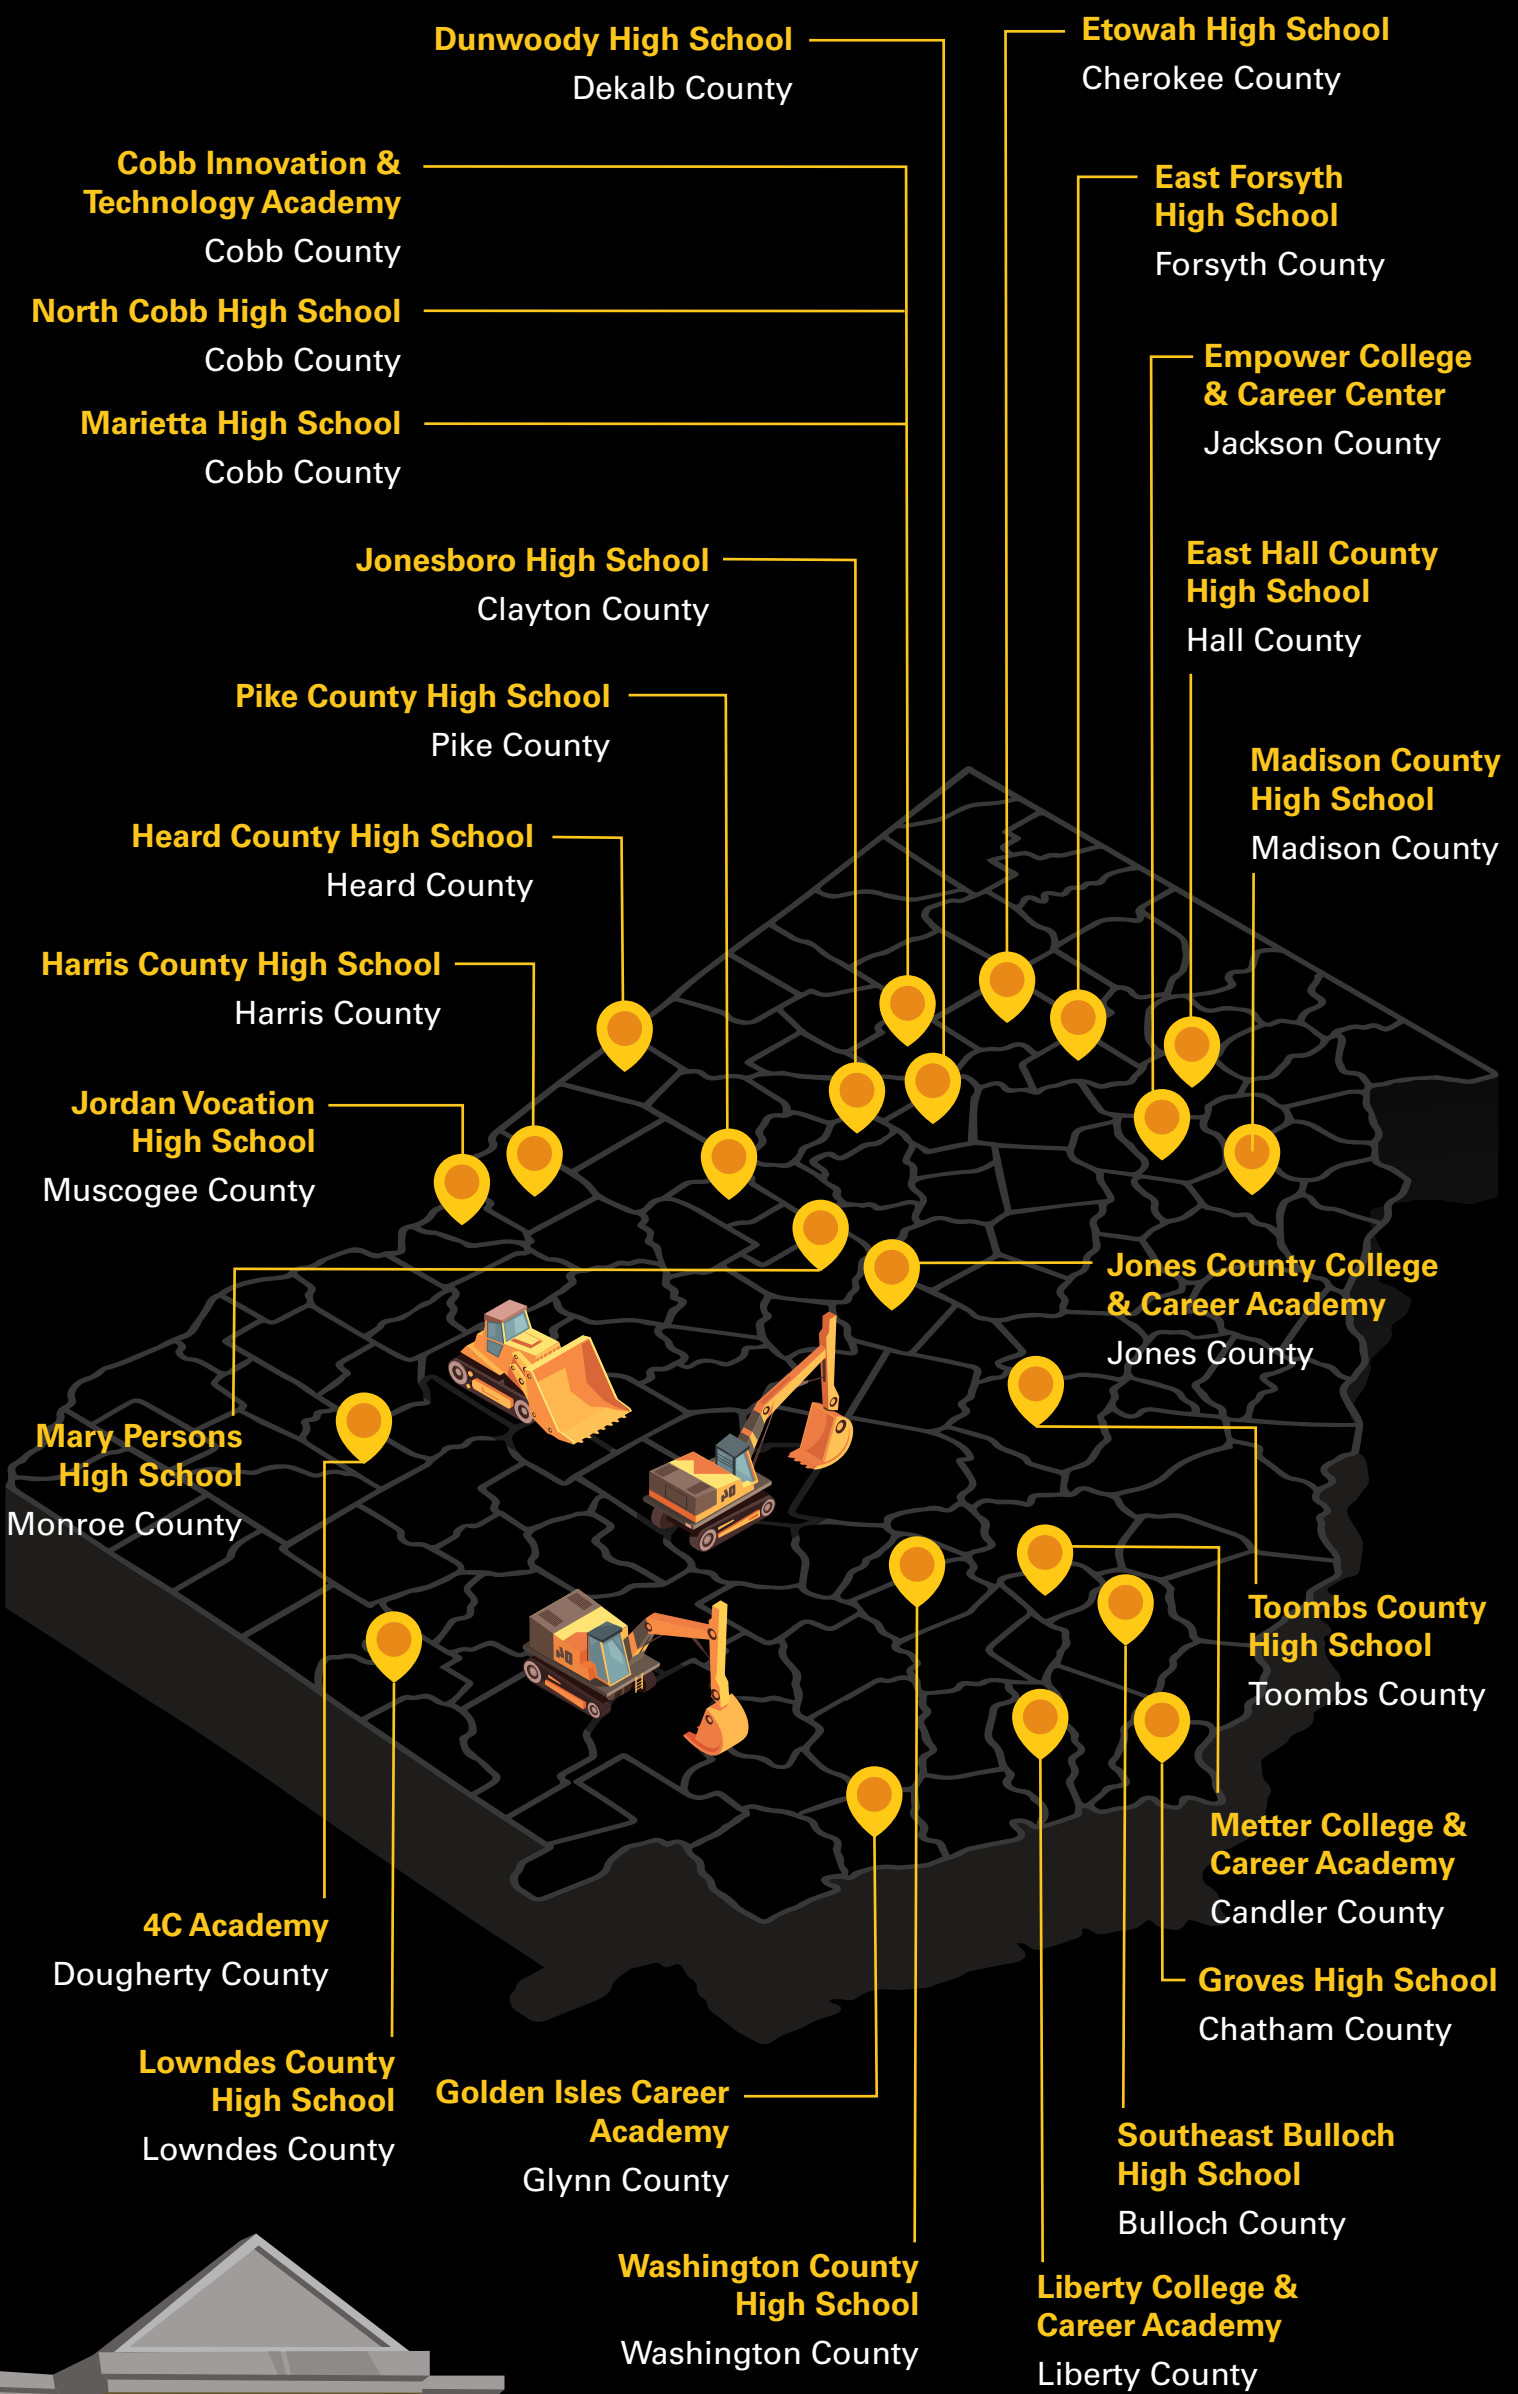 Dunwoody High School
Dekalb County
Etowah High School
Cherokee County
Cobb Innovation &
Technology Academy
Cobb County
East Forsyth
High School
Forsyth County
North Cobb High School
Cobb County
Empower College
& Career Center
Jackson County
Marietta High School
Cobb County
Jonesboro High School
Clayton County
East Hall County
High School
Hall County
Pike County High School
Pike County
Madison County
High School
Madison County
Heard County High School
Heard County
Harris County High School
Harris County
Jordan Vocation
High School
Muscogee County
Jones County College
& Career Academy
Jones County
Mary Persons
High School
Monroe County
Toombs County
High School
Toombs County
Metter College &
Career Academy
Candler County
4C Academy
Dougherty County
Groves High School
Chatham County
Lowndes County
High School
Lowndes County
Golden Isles Career
Academy
Glynn County
Southeast Bulloch
High School
Bulloch County
Washington County
High School
Washington County
Liberty College &
Career Academy
Liberty County